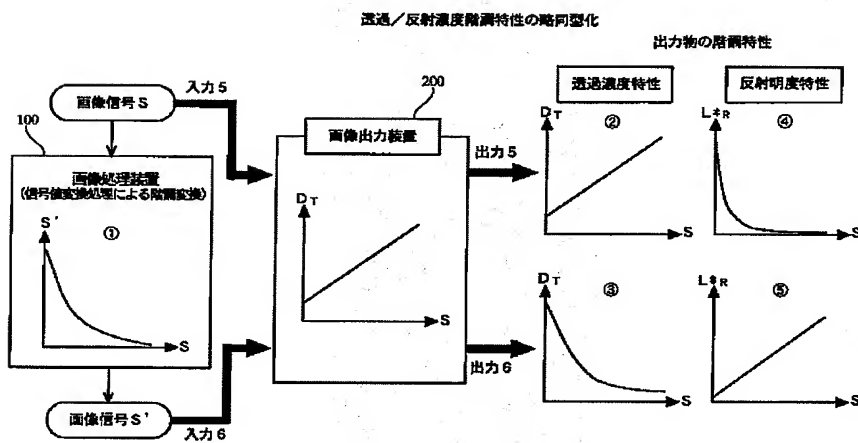 透過／反射濃度階調特性の略同型化
出力物の階調特性
画像信号S
入力5
100
画像処理装置
(信号値変換処理による階調変換)
S'
①
S
画像信号S'
入力6
200
画像出力装置
DT
S
出力5
出力6
透過濃度特性
反射明度特性
DT
②
S
L*R
④
S
DT
③
S
L*R
⑤
S